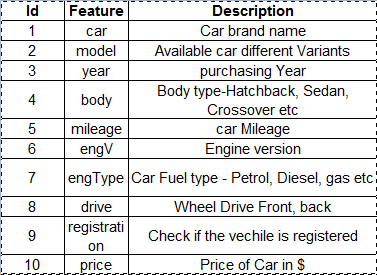 Id Feature Description
1 car Car brand name
2 model Available car different Variants
3 year purchasing Year
4 body Body type-Hatchback, Sedan,
Crossover etc
5 mileage car Mileage
6 engV Engine version
7 engType Car Fuel type - Petrol, Diesel, gas etc
8 drive Wheel Drive Front, back
9 registrati
on Check if the vechile is registered
10 price Price of Car in $